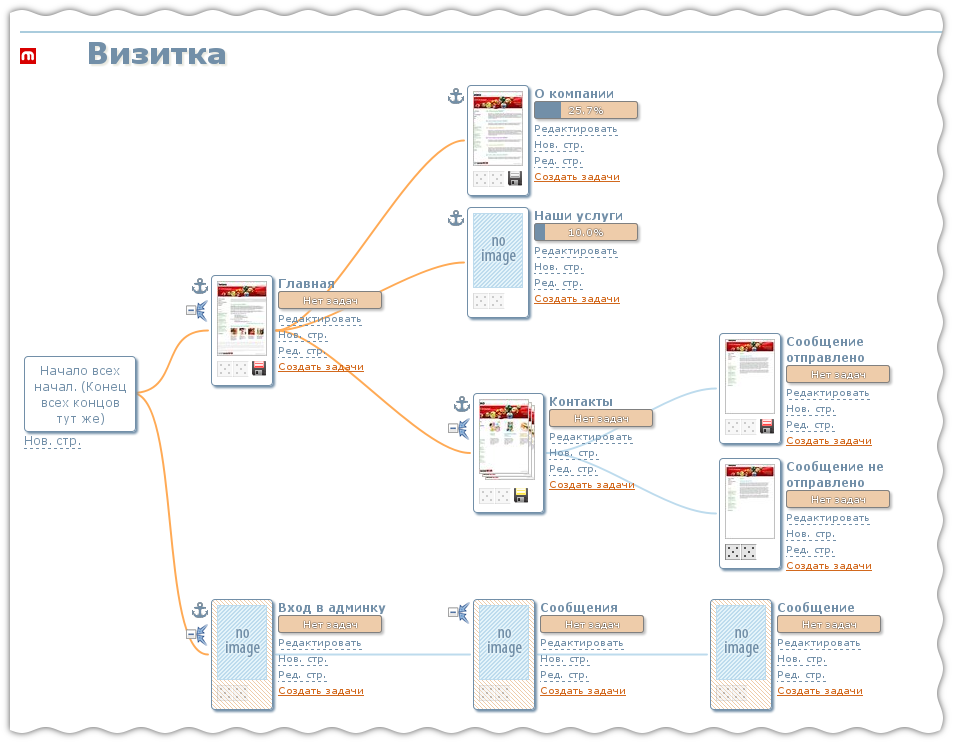 m
Визитка
О компании
25.7%
Редактировать
Нов. стр.
Ред. стр.
Создать задачи
Наши услуги
no
image
10.0%
Редактировать
Нов. стр.
Ред. стр.
Создать задачи
Главная
Нет задач
Редактировать
Нов. стр.
Ред. стр.
Создать задачи
Начало всех
начал. (Конец
всех концов
тут же)
Нов. стр.
Контакты
Нет задач
Редактировать
Нов. стр.
Ред. стр.
Создать задачи
Сообщение
отправлено
Нет задач
Редактировать
Нов. стр.
Ред. стр.
Создать задачи
Сообщение не
отправлено
Нет задач
Редактировать
Нов. стр.
Ред. стр.
Создать задачи
Вход в админку
no
image
Нет задач
Редактировать
Нов. стр.
Ред. стр.
Создать задачи
Сообщения
no
image
Нет задач
Редактировать
Нов. стр.
Ред. стр.
Создать задачи
Сообщение
no
image
Нет задач
Редактировать
Нов. стр.
Ред. стр.
Создать задачи